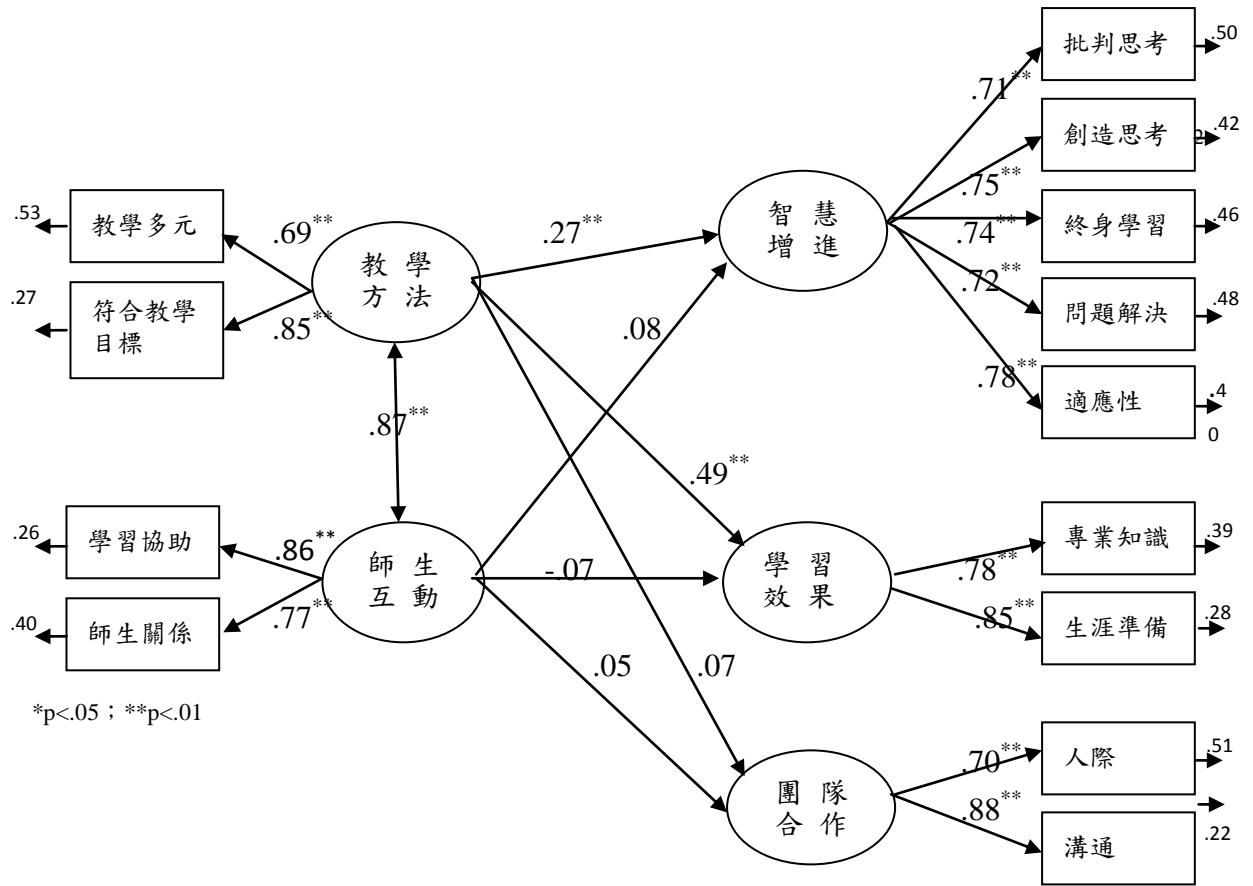 批判思考
.50
.71**
創造思考
.42
.75**
終身學習
.46
.74**
問題解決
.48
.72**
適應性
.4
0
.78**
智 慧
增 進
.53
教學多元
.69**
教 學
方 法
.27**
.27
符合教學
目標
.85**
.08
.87**
.49**
.26
學習協助
.86**
師 生
互 動
-.07
學 習
效 果
.78**
專業知識
.39
.40
師生關係
.77**
.85**
生涯準備
.28
.05
.07
*p<.05；**p<.01
團 隊
合 作
.70**
人際
.51
.88**
溝通
.22